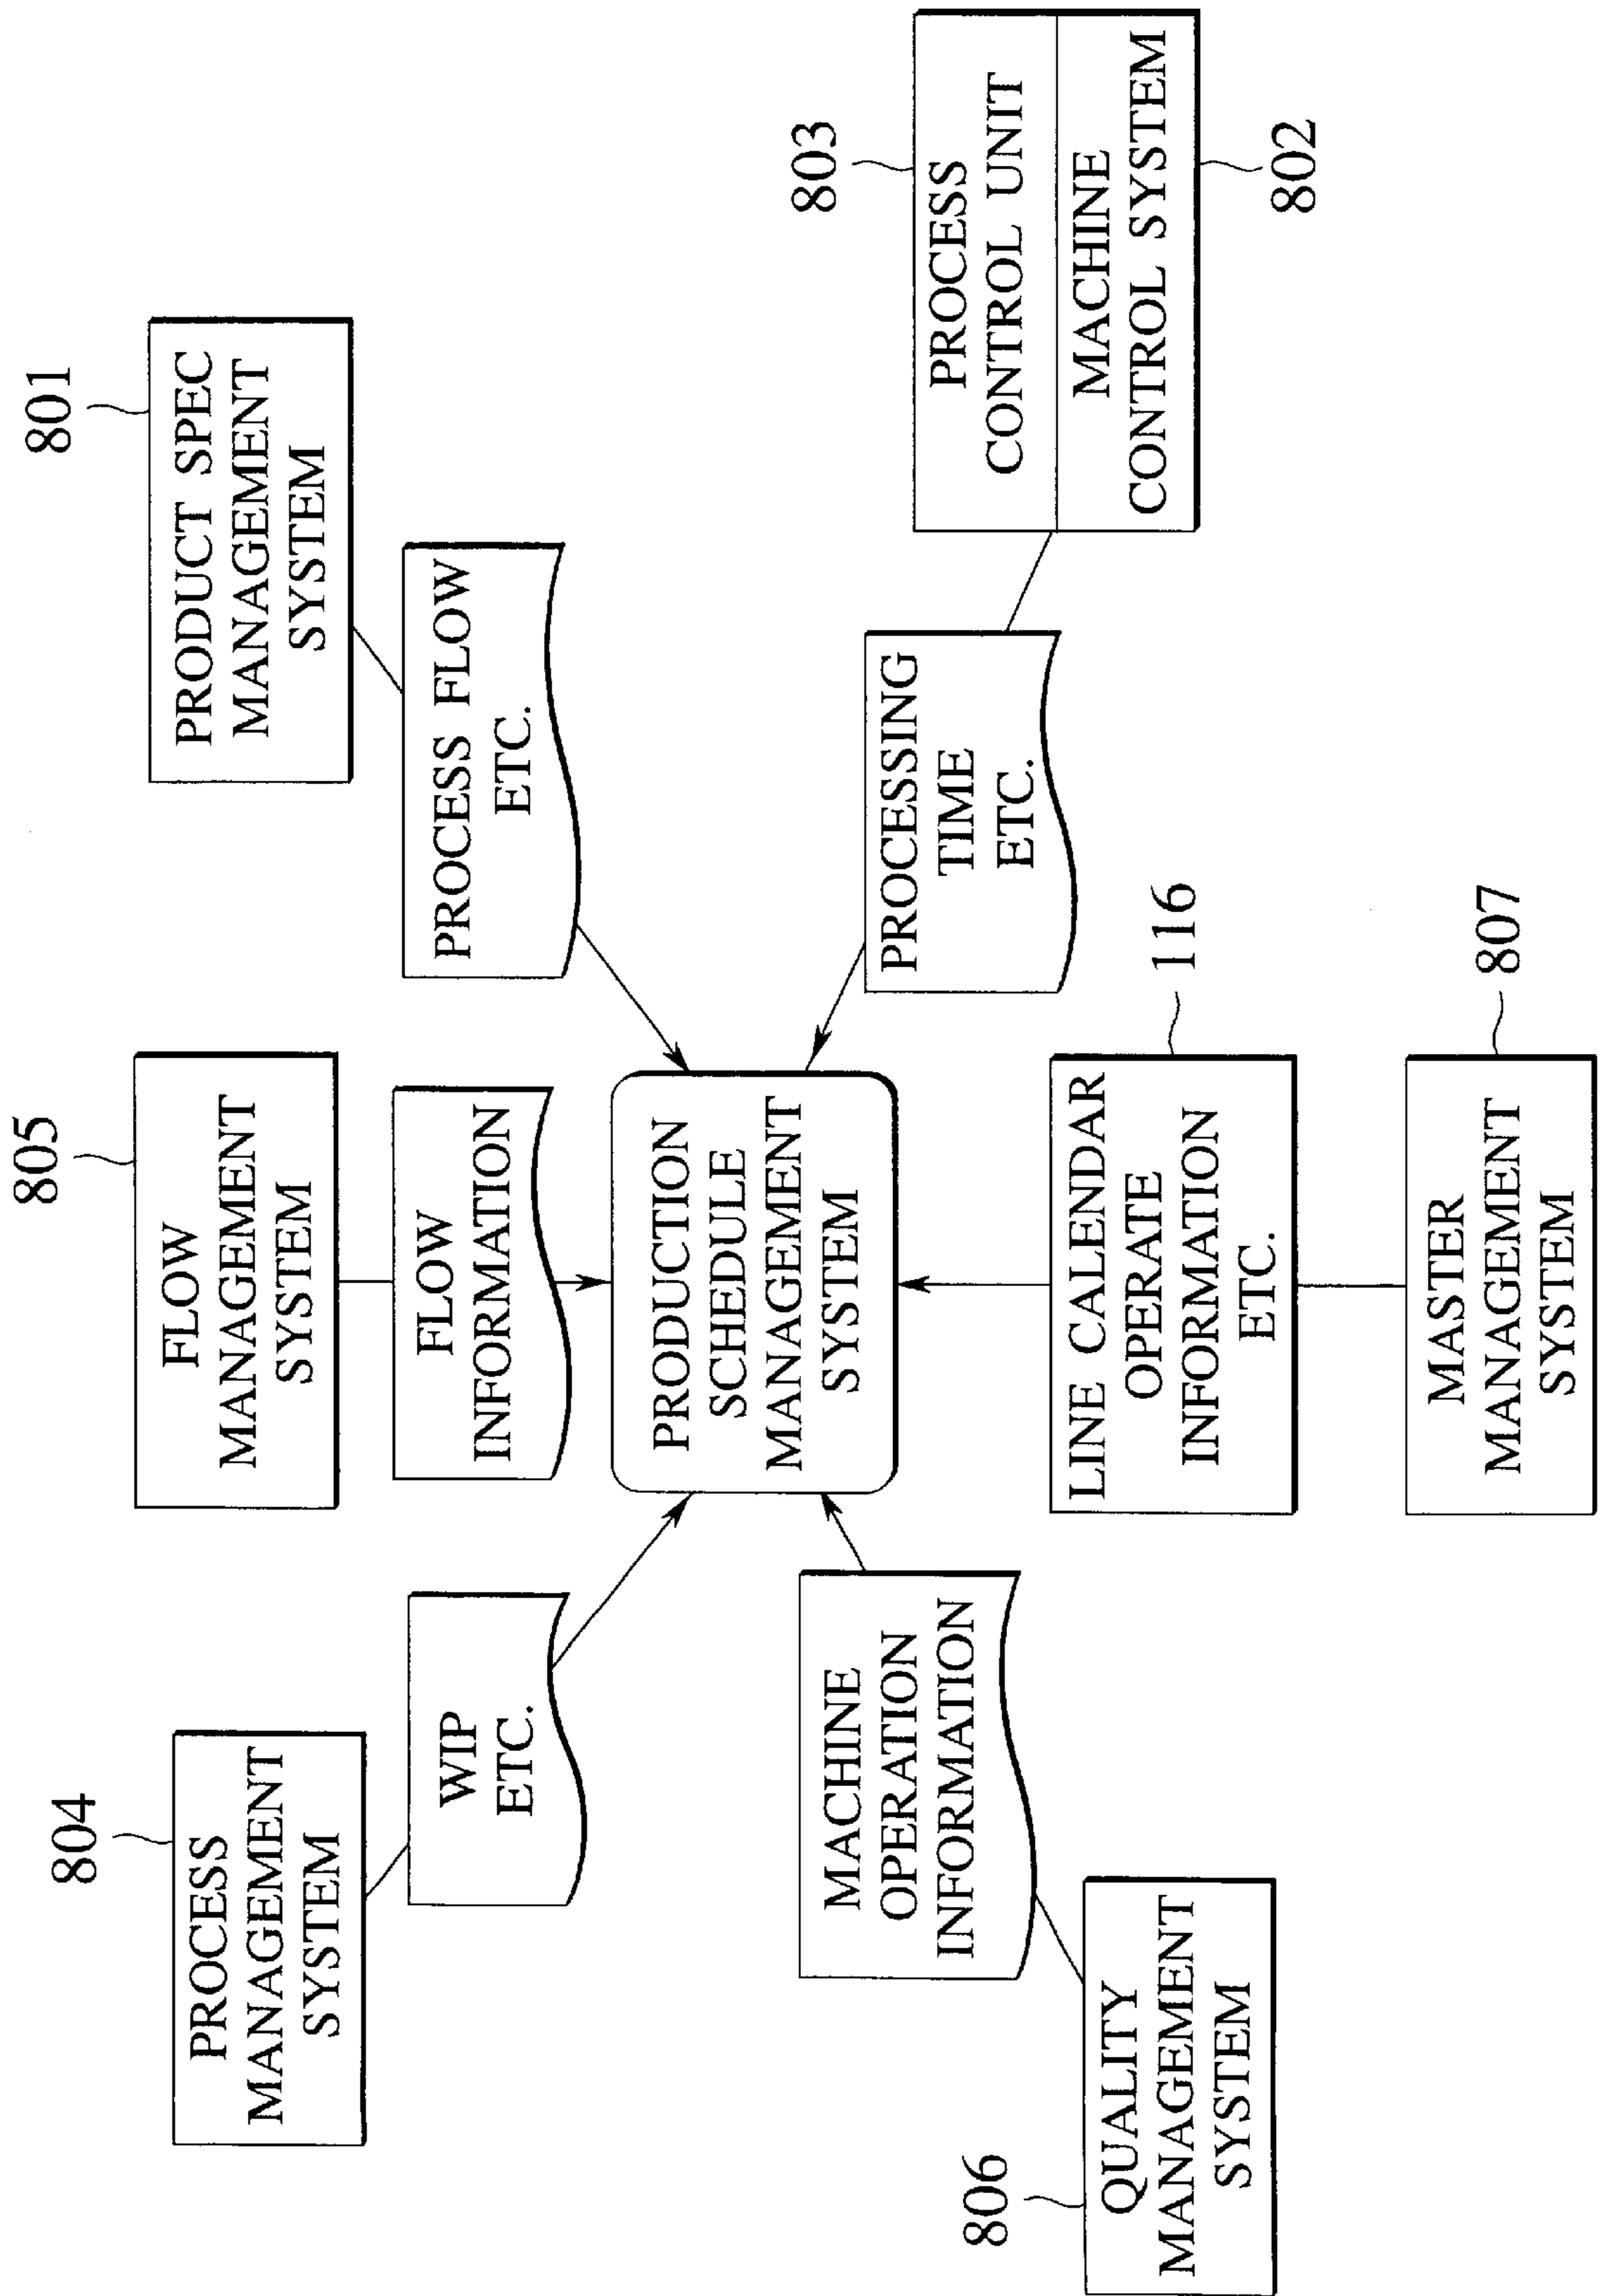 805
FLOW
MANAGEMENT
SYSTEM
801
PRODUCT SPEC
MANAGEMENT
SYSTEM
804
PROCESS
MANAGEMENT
SYSTEM
FLOW
INFORMATION
PROCESS FLOW
ETC.
WIP
ETC.
PRODUCTION
SCHEDULE
MANAGEMENT
SYSTEM
803
PROCESS
CONTROL UNIT
MACHINE
CONTROL SYSTEM
802
MACHINE
OPERATION
INFORMATION
PROCESSING
TIME
ETC.
806
QUALITY
MANAGEMENT
SYSTEM
LINE CALENDAR
OPERATE
INFORMATION
ETC.
116
MASTER
MANAGEMENT
SYSTEM
807